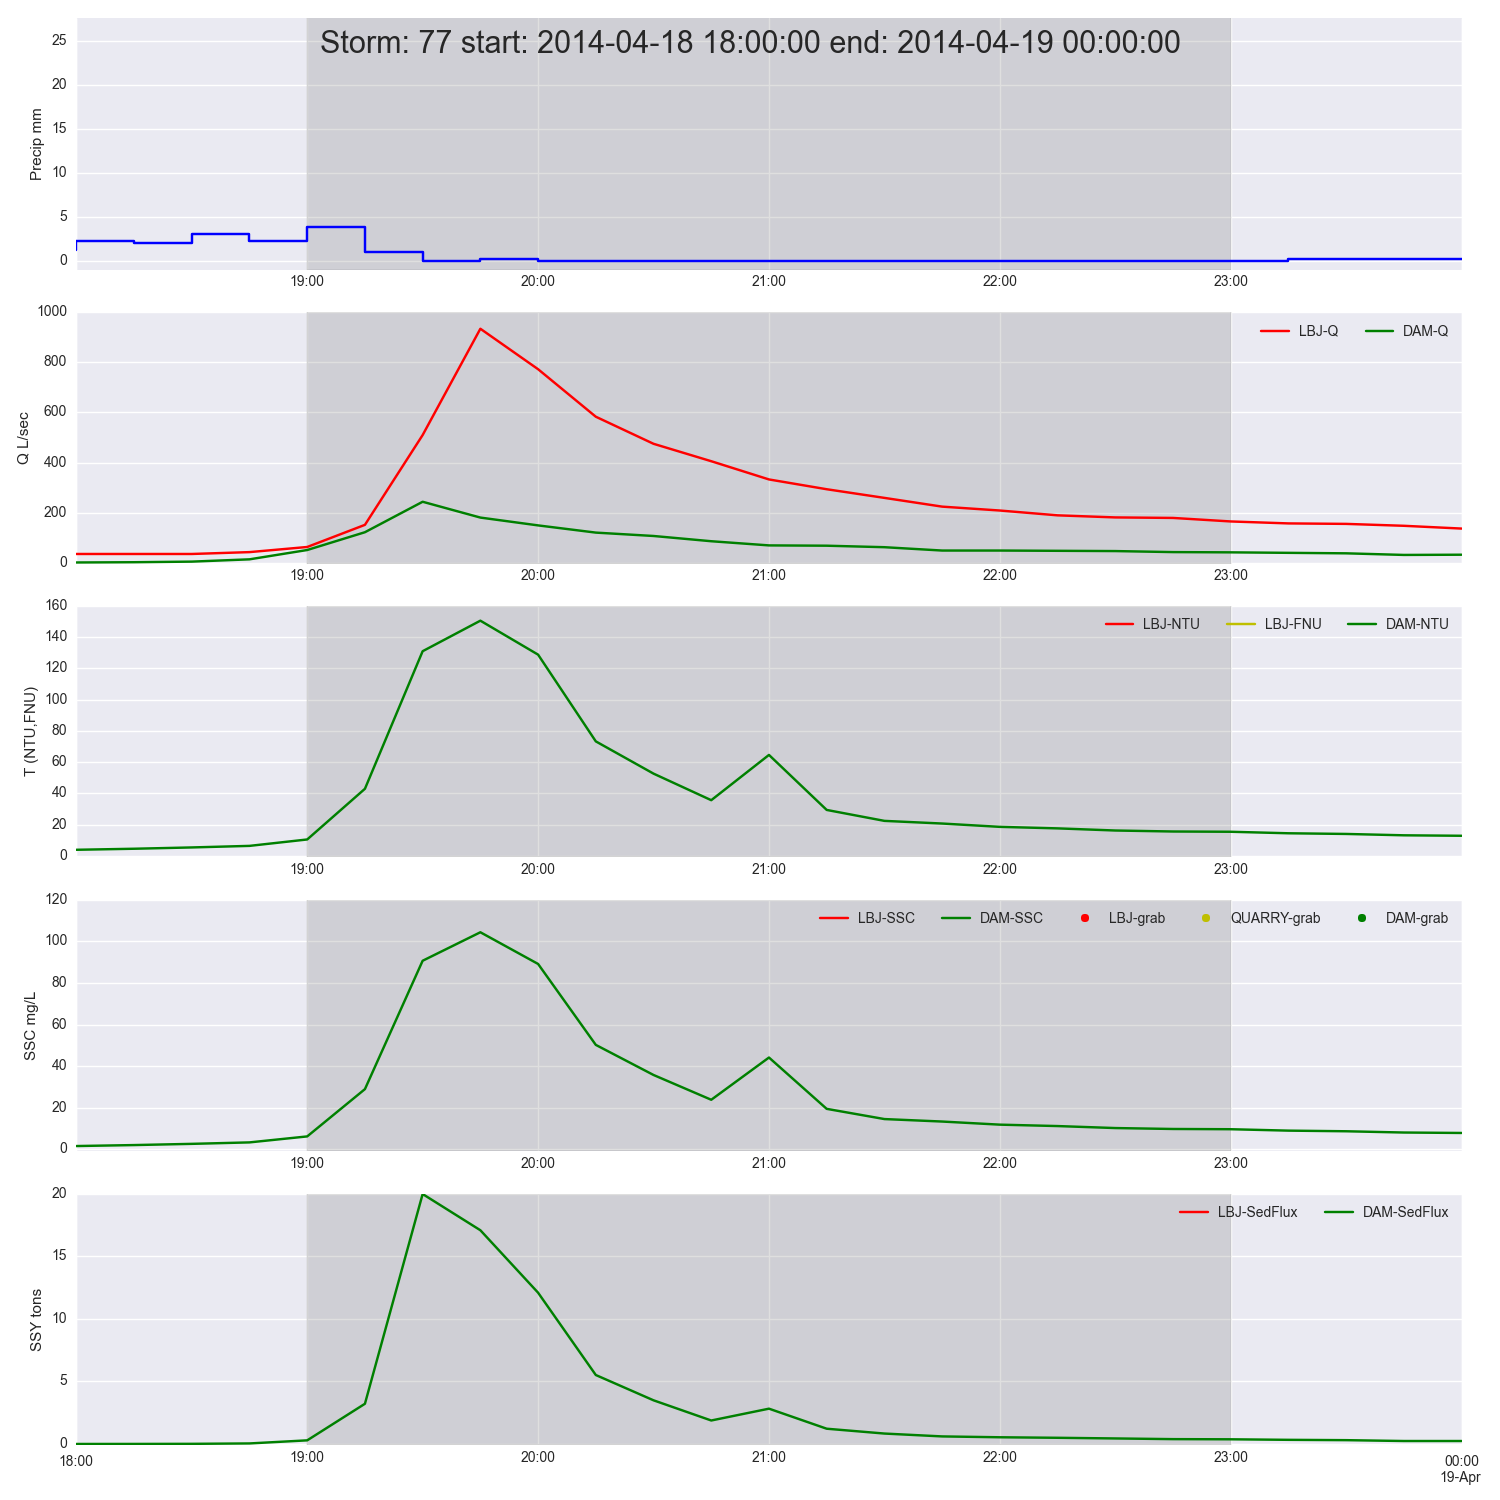 Storm: 77 start: 2014-04-18 18:00:00 end: 2014-04-19 00:00:00
Precip mm
25
20
15
10
5
0
19:00 20:00 21:00 22:00 23:00
Q L/sec
1000
800
600
400
200
0
LBJ-Q DAM-Q
19:00 20:00 21:00 22:00 23:00
T (NTU,FNU)
160
140
120
100
80
60
40
20
0
LBJ-NTU LBJ-FNU DAM-NTU
19:00 20:00 21:00 22:00 23:00
SSC mg/L
120
100
80
60
40
20
0
LBJ-SSC DAM-SSC LBJ-grab QUARRY-grab DAM-grab
19:00 20:00 21:00 22:00 23:00
SSY tons
20
15
10
5
0
LBJ-SedFlux DAM-SedFlux
18:00 19:00 20:00 21:00 22:00 23:00 00:00
19-Apr